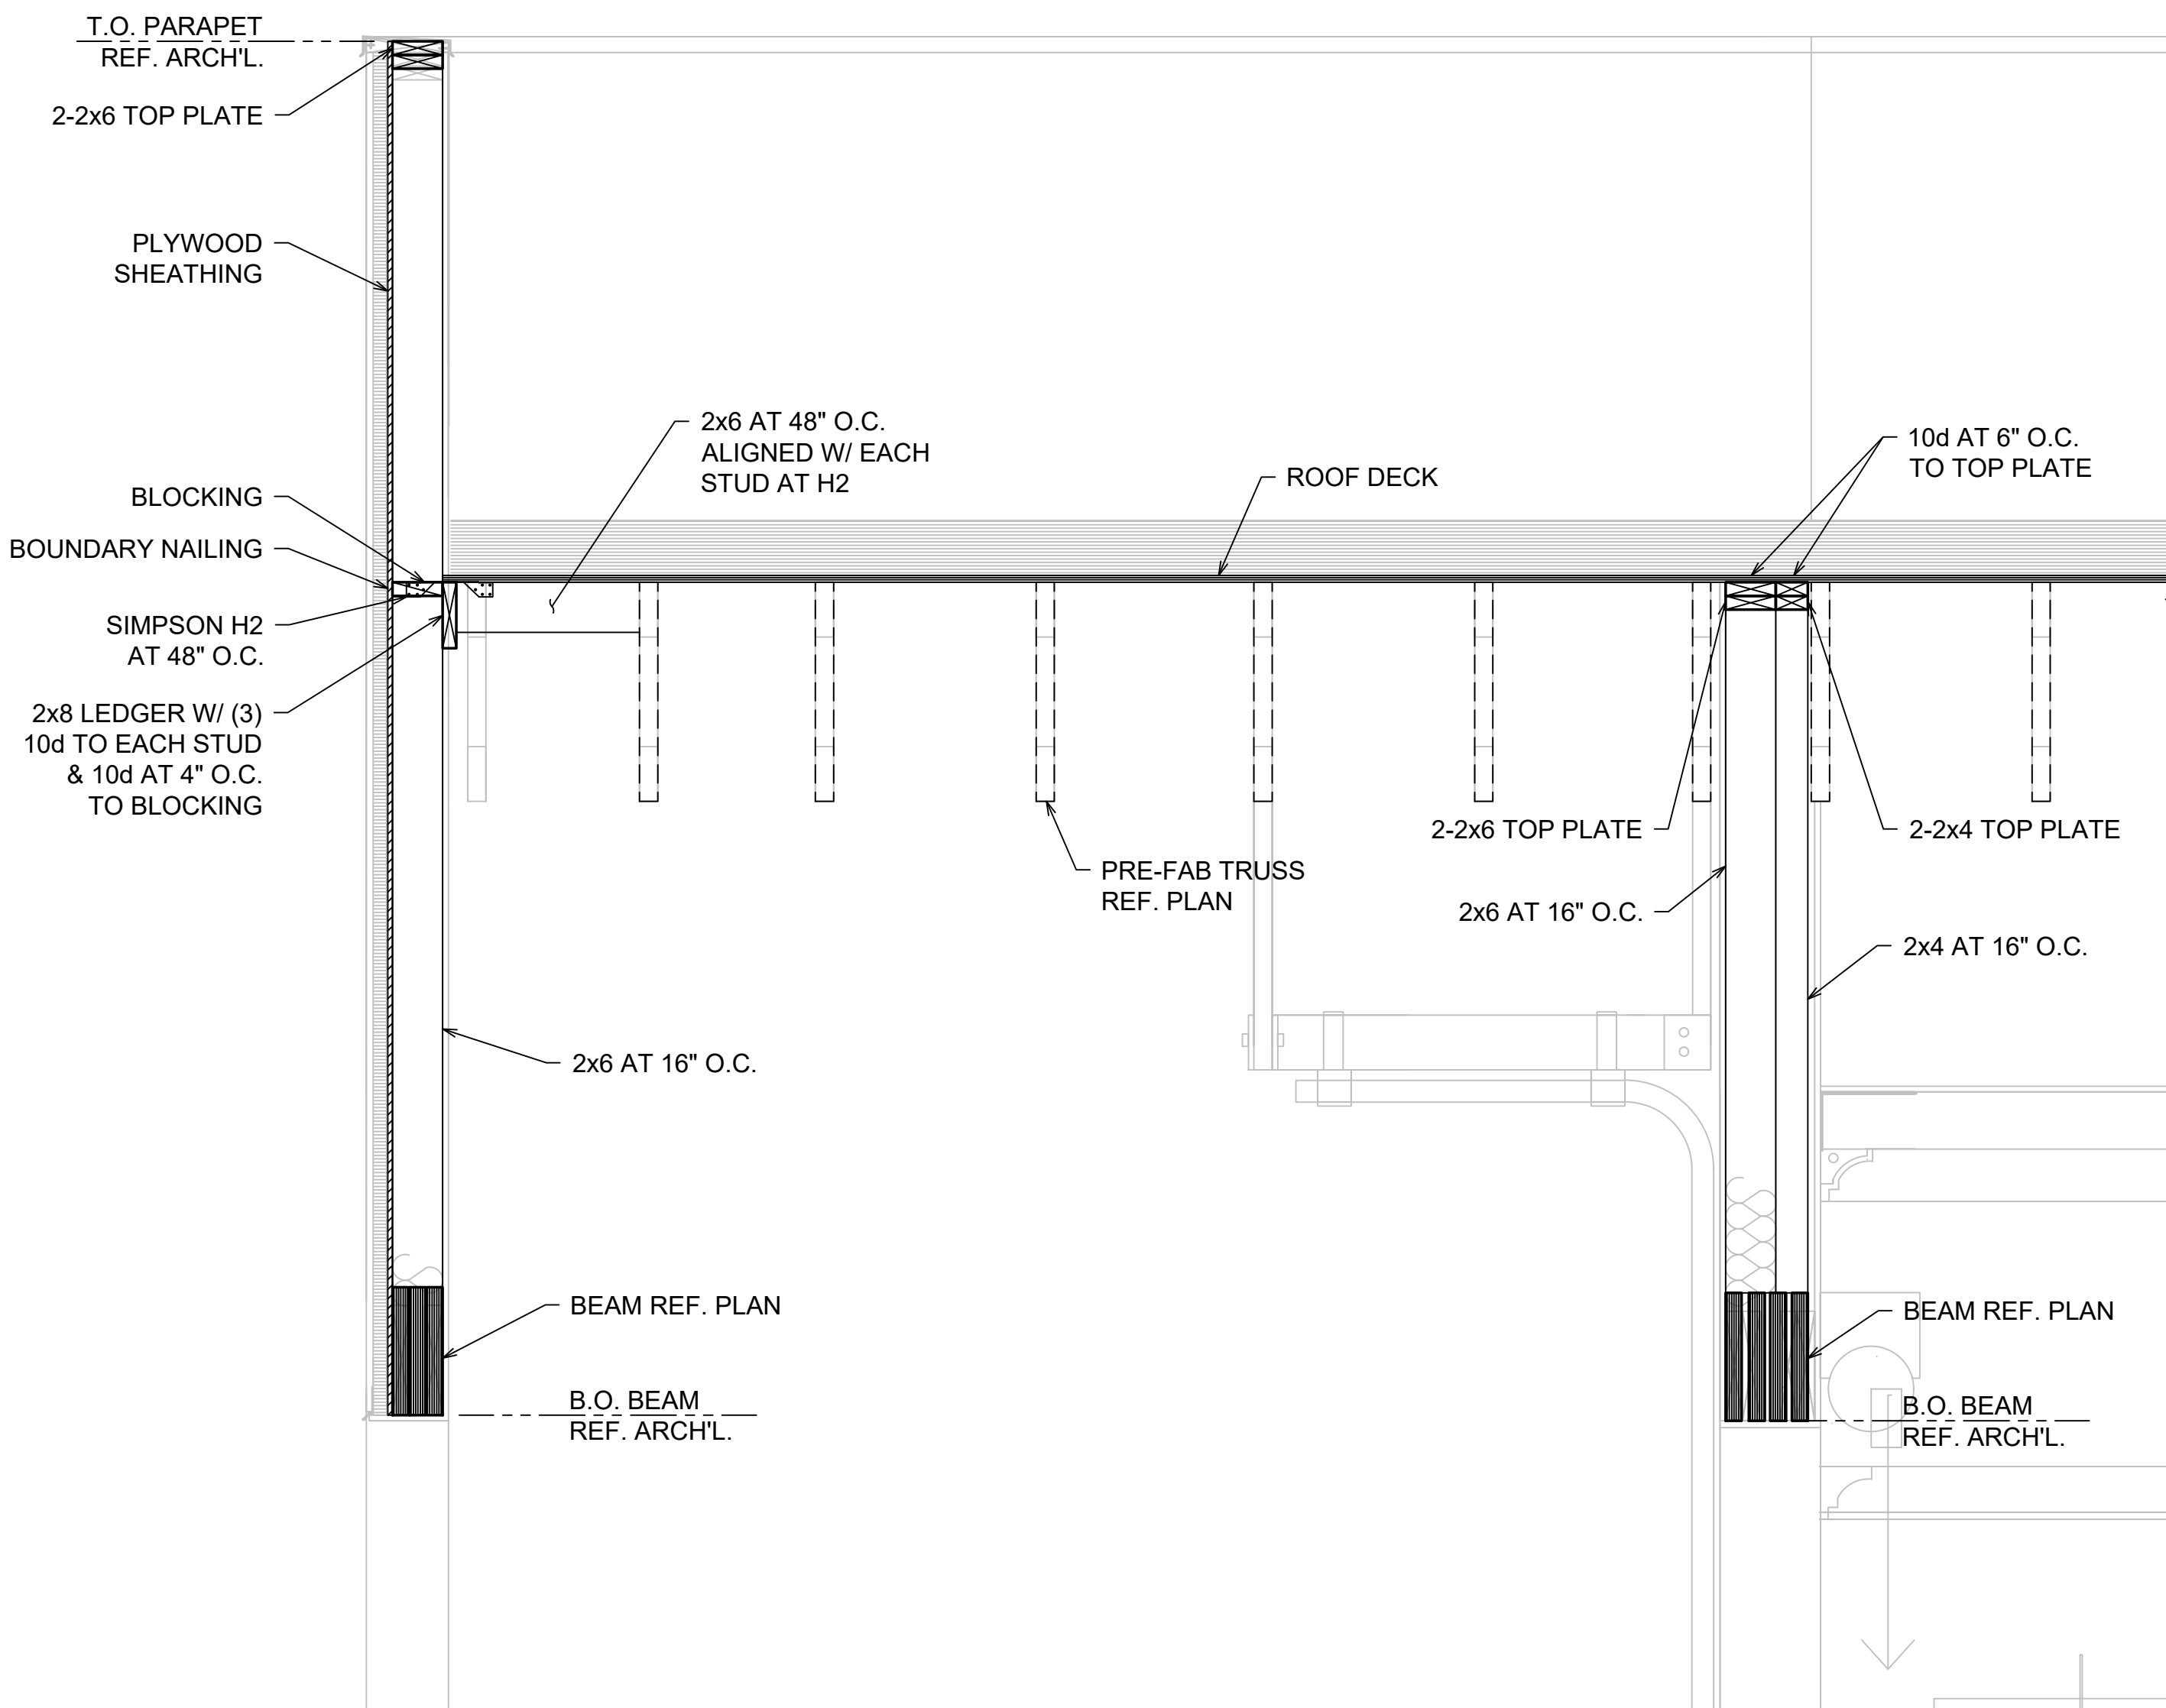 T.O. PARAPET
REF. ARCH'L.
2-2x6 TOP PLATE
PLYWOOD
SHEATHING
2x6 AT 48" O.C.
ALIGNED W/ EACH
STUD AT H2
ROOF DECK
10d AT 6" O.C.
TO TOP PLATE
BLOCKING
BOUNDARY NAILING
SIMPSON H2
AT 48" O.C.
2x8 LEDGER W/ (3)
10d TO EACH STUD
& 10d AT 4" O.C.
TO BLOCKING
2-2x6 TOP PLATE
2-2x4 TOP PLATE
PRE-FAB TRUSS
REF. PLAN
2x6 AT 16" O.C.
2x4 AT 16" O.C.
2x6 AT 16" O.C.
BEAM REF. PLAN
BEAM REF. PLAN
B.O. BEAM
REF. ARCH'L.
B.O. BEAM
REF. ARCH'L.